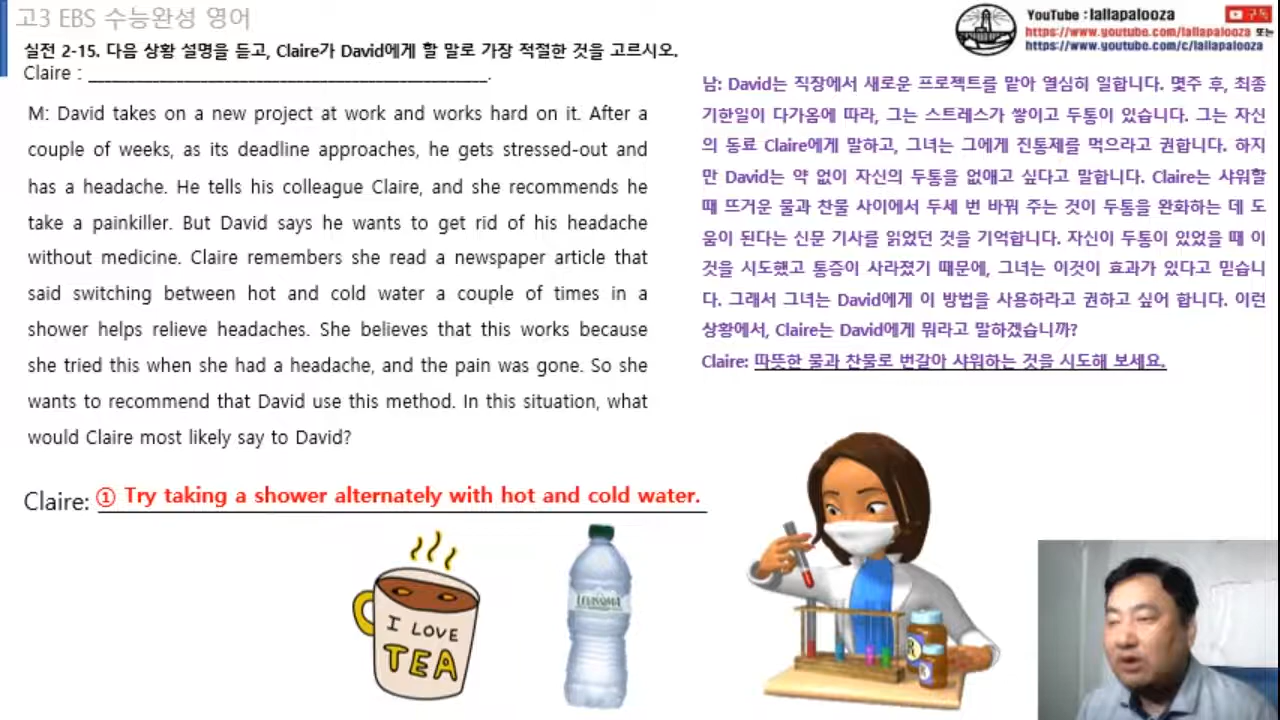 고3 EBS 수능완성 영어
YouTube : lallapalooza
구독
https://www.youtube.com/lallapalooza 또는
https://www.youtube.com/c/lallapalooza
실전 2-15. 다음 상황 설명을 듣고, Claire가 David에게 할 말로 가장 적절한 것을 고르시오.
Claire : ________________________________________________.
M: David takes on a new project at work and works hard on it. After a
couple of weeks, as its deadline approaches, he gets stressed-out and
has a headache. He tells his colleague Claire, and she recommends he
take a painkiller. But David says he wants to get rid of his headache
without medicine. Claire remembers she read a newspaper article that
said switching between hot and cold water a couple of times in a
shower helps relieve headaches. She believes that this works because
she tried this when she had a headache, and the pain was gone. So she
wants to recommend that David use this method. In this situation, what
would Claire most likely say to David?
Claire: ① Try taking a shower alternately with hot and cold water.
남: David는 직장에서 새로운 프로젝트를 맡아 열심히 일합니다. 몇주 후, 최종
기한일이 다가옴에 따라, 그는 스트레스가 쌓이고 두통이 있습니다. 그는 자신
의 동료 Claire에게 말하고, 그녀는 그에게 진통제를 먹으라고 권합니다. 하지
만 David는 약 없이 자신의 두통을 없애고 싶다고 말합니다. Claire는 샤워할
때 뜨거운 물과 찬물 사이에서 두세 번 바꿔 주는 것이 두통을 완화하는 데 도
움이 된다는 신문 기사를 읽었던 것을 기억합니다. 자신이 두통이 있었을 때 이
것을 시도했고 통증이 사라졌기 때문에, 그녀는 이것이 효과가 있다고 믿습니
다. 그래서 그녀는 David에게 이 방법을 사용하라고 권하고 싶어 합니다. 이런
상황에서, Claire는 David에게 뭐라고 말하겠습니까?
Claire: 따뜻한 물과 찬물로 번갈아 샤워하는 것을 시도해 보세요.
I LOVE
TEA